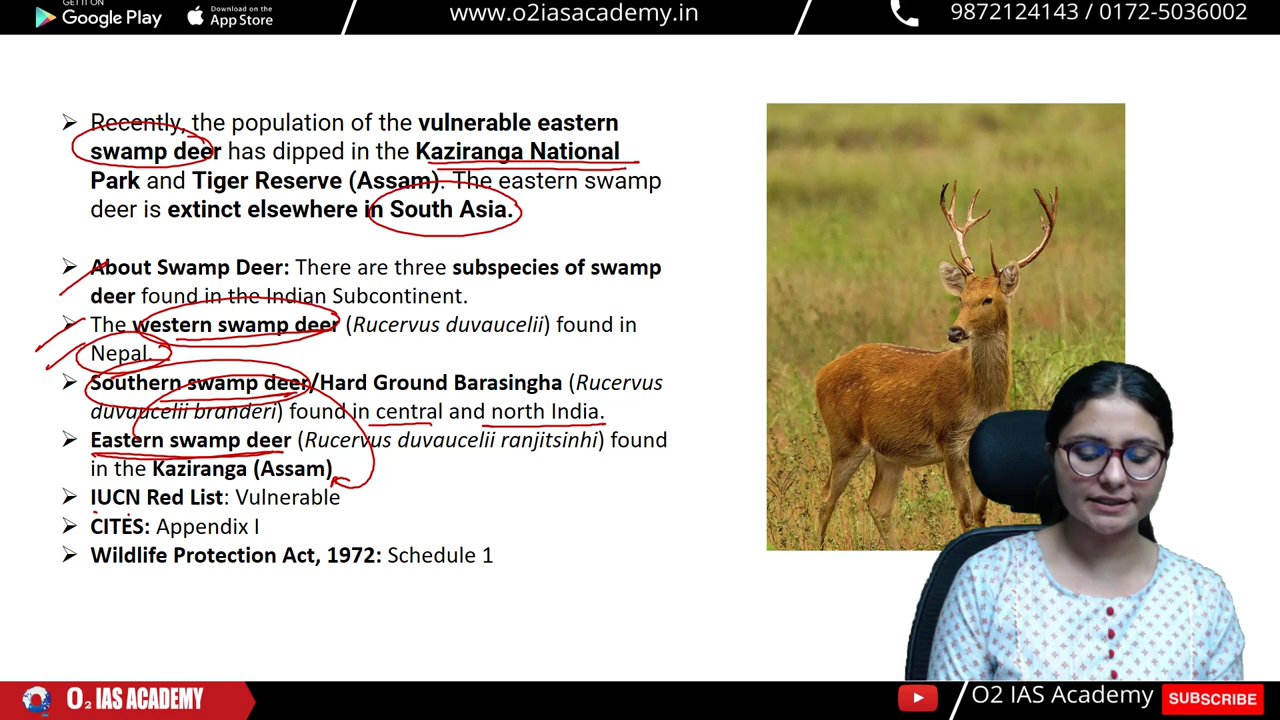 GET IT ON
Google Play
Download on the
App Store
www.o2iasacademy.in
9872124143 / 0172-5036002
➢ Recently, the population of the vulnerable eastern
swamp deer has dipped in the Kaziranga National
Park and Tiger Reserve (Assam). The eastern swamp
deer is extinct elsewhere in South Asia.
➢ About Swamp Deer: There are three subspecies of swamp
deer found in the Indian Subcontinent.
➢ The western swamp deer (Rucervus duvaucelii) found in
Nepal.
➢ Southern swamp deer/Hard Ground Barasingha (Rucervus
duvaucelii branderi) found in central and north India.
➢ Eastern swamp deer (Rucervus duvaucelii ranjitsinhi) found
in the Kaziranga (Assam)
➢ IUCN Red List: Vulnerable
➢ CITES: Appendix I
➢ Wildlife Protection Act, 1972: Schedule 1
O2 IAS ACADEMY
O2 IAS Academy
SUBSCRIBE